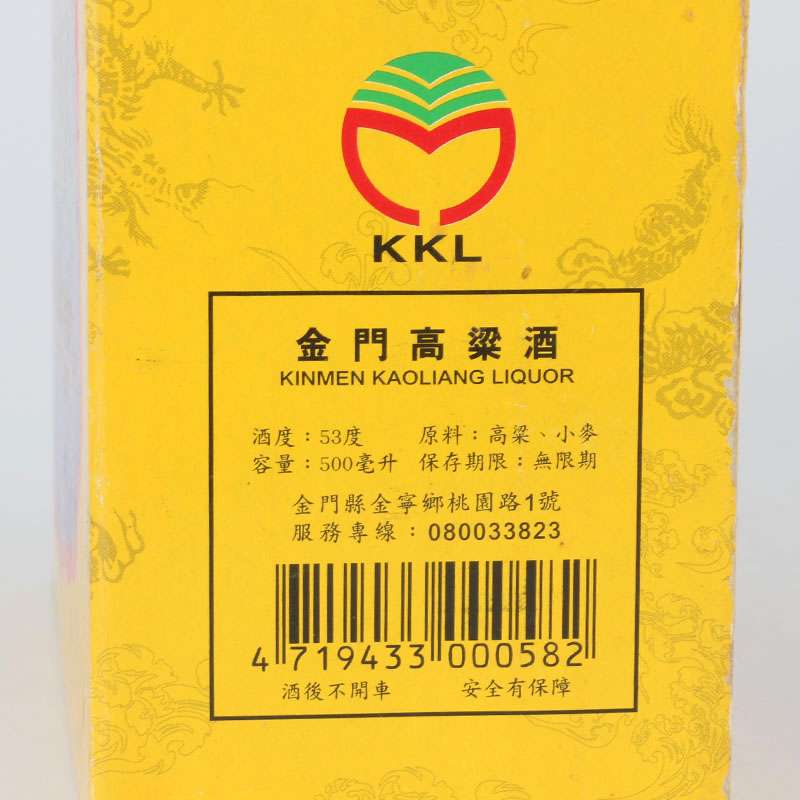 KKL
金門高粱酒
KINMEN KAOLIANG LIQUOR
酒度：53度 原料：高粱、小麥
容量：500毫升 保存期限：無限期
金門縣金寧鄉桃園路1號
服務專線：080033823
4 719433 000582
酒後不開車 安全有保障